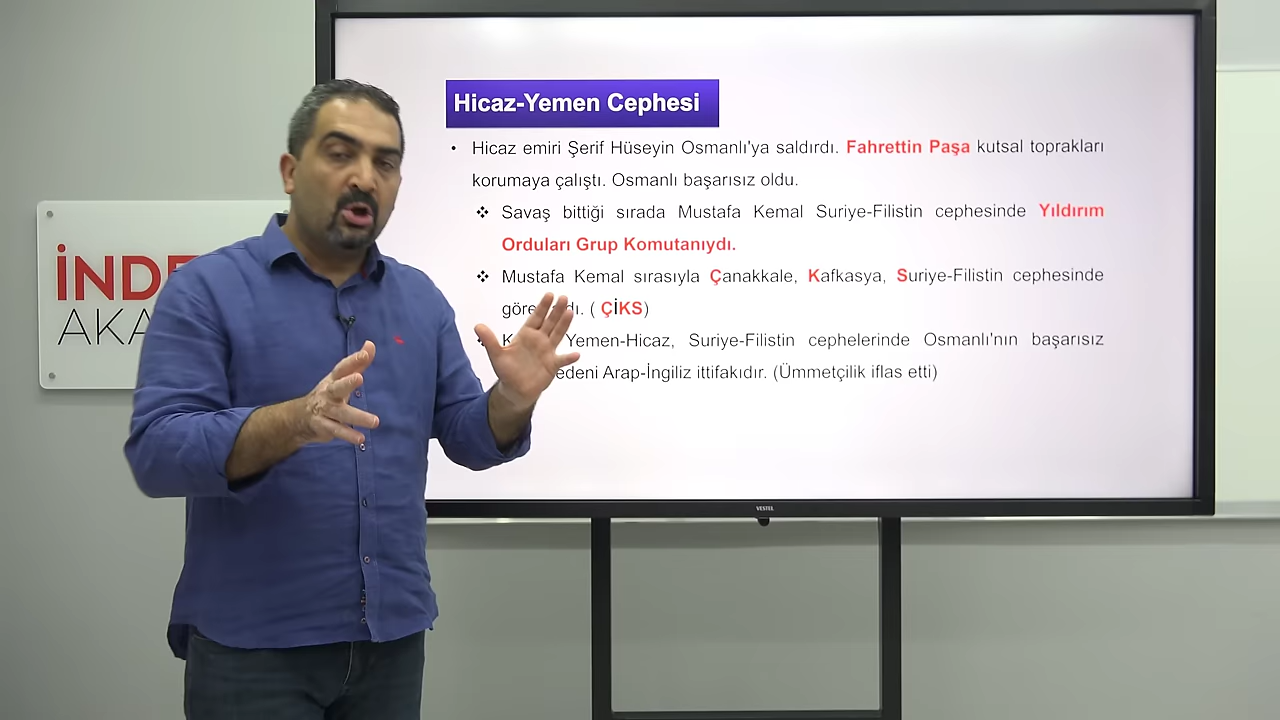 Hicaz-Yemen Cephesi
• Hicaz emiri Şerif Hüseyin Osmanlı'ya saldırdı. Fahrettin Paşa kutsal toprakları
korumaya çalıştı. Osmanlı başarısız oldu.
❖ Savaş bittiği sırada Mustafa Kemal Suriye-Filistin cephesinde Yıldırım
Orduları Grup Komutanıydı.
❖ Mustafa Kemal sırasıyla Çanakkale, Kafkasya, Suriye-Filistin cephesinde
( ÇİKS)
Yemen-Hicaz, Suriye-Filistin cephelerinde Osmanlı'nın başarısız
Arap-İngiliz ittifakıdır. (Ümmetçilik iflas etti)
VESTEL